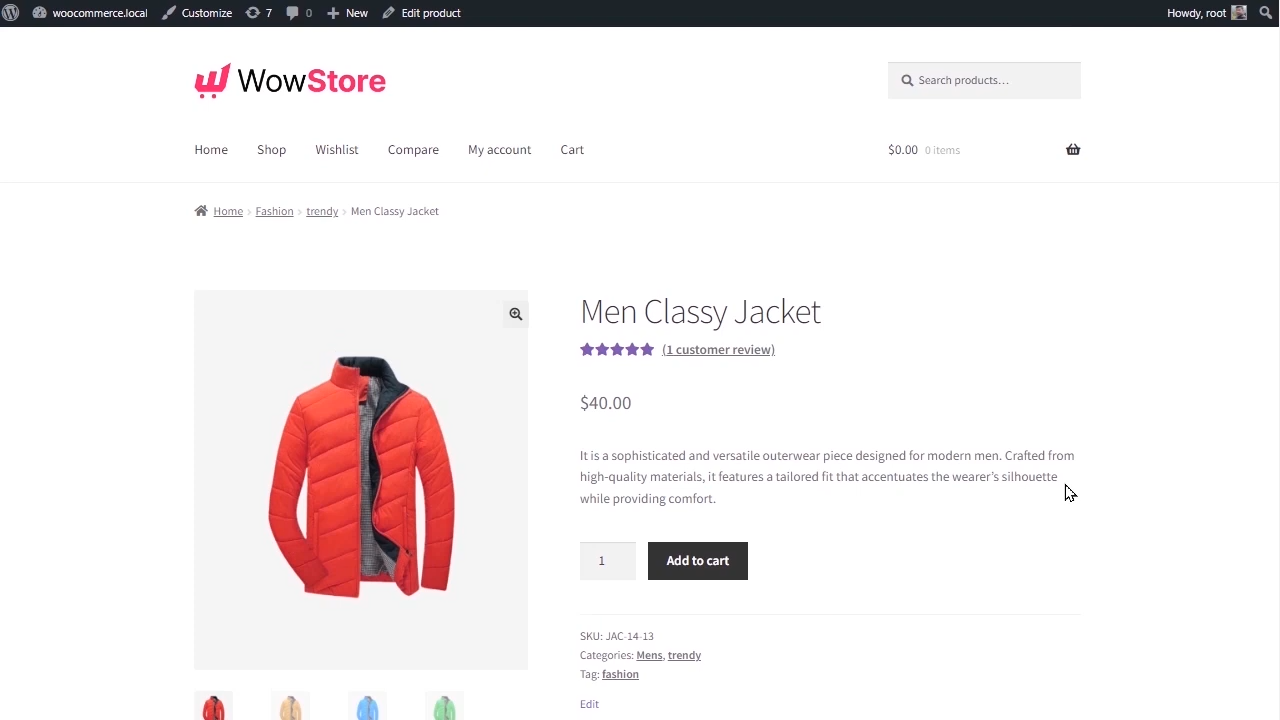 woocommerce.local Customize 7 0 New Edit product Howdy, root
WowStore
Search products…
Home Shop Wishlist Compare My account Cart $0.00 0 items
Home › Fashion › trendy › Men Classy Jacket
Men Classy Jacket
(1 customer review)
$40.00
It is a sophisticated and versatile outerwear piece designed for modern men. Crafted from
high-quality materials, it features a tailored fit that accentuates the wearer’s silhouette
while providing comfort.
1 Add to cart
SKU: JAC-14-13
Categories: Mens, trendy
Tag: fashion
Edit